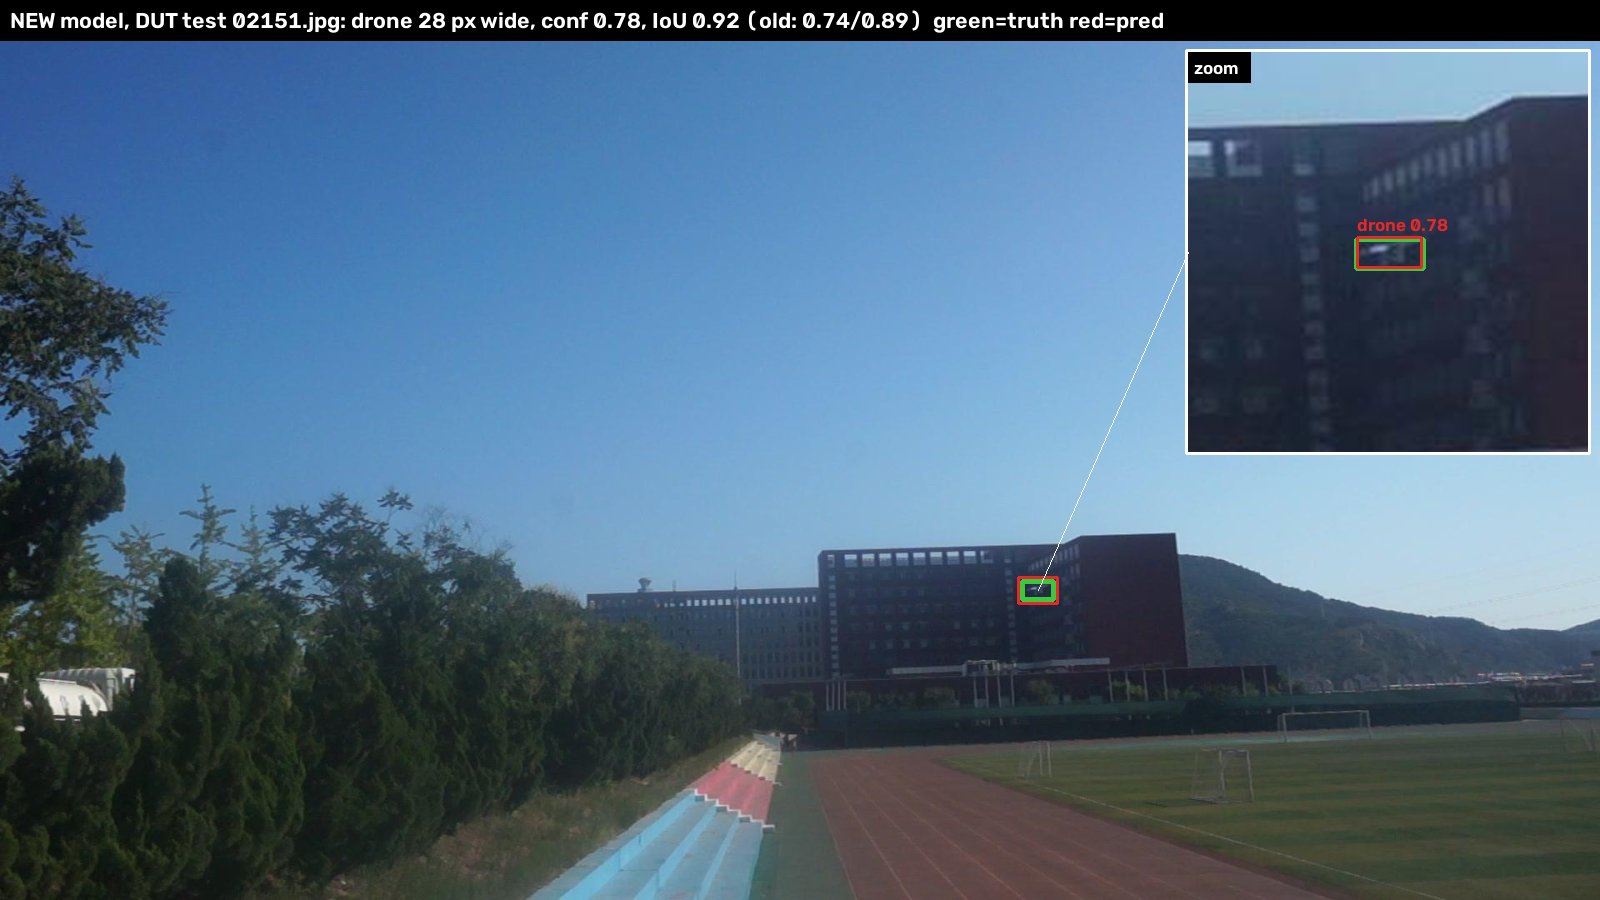 NEW model, DUT test 02151.jpg: drone 28 px wide, conf 0.78, IoU 0.92 (old: 0.74/0.89) green=truth red=pred
zoom
drone 0.78